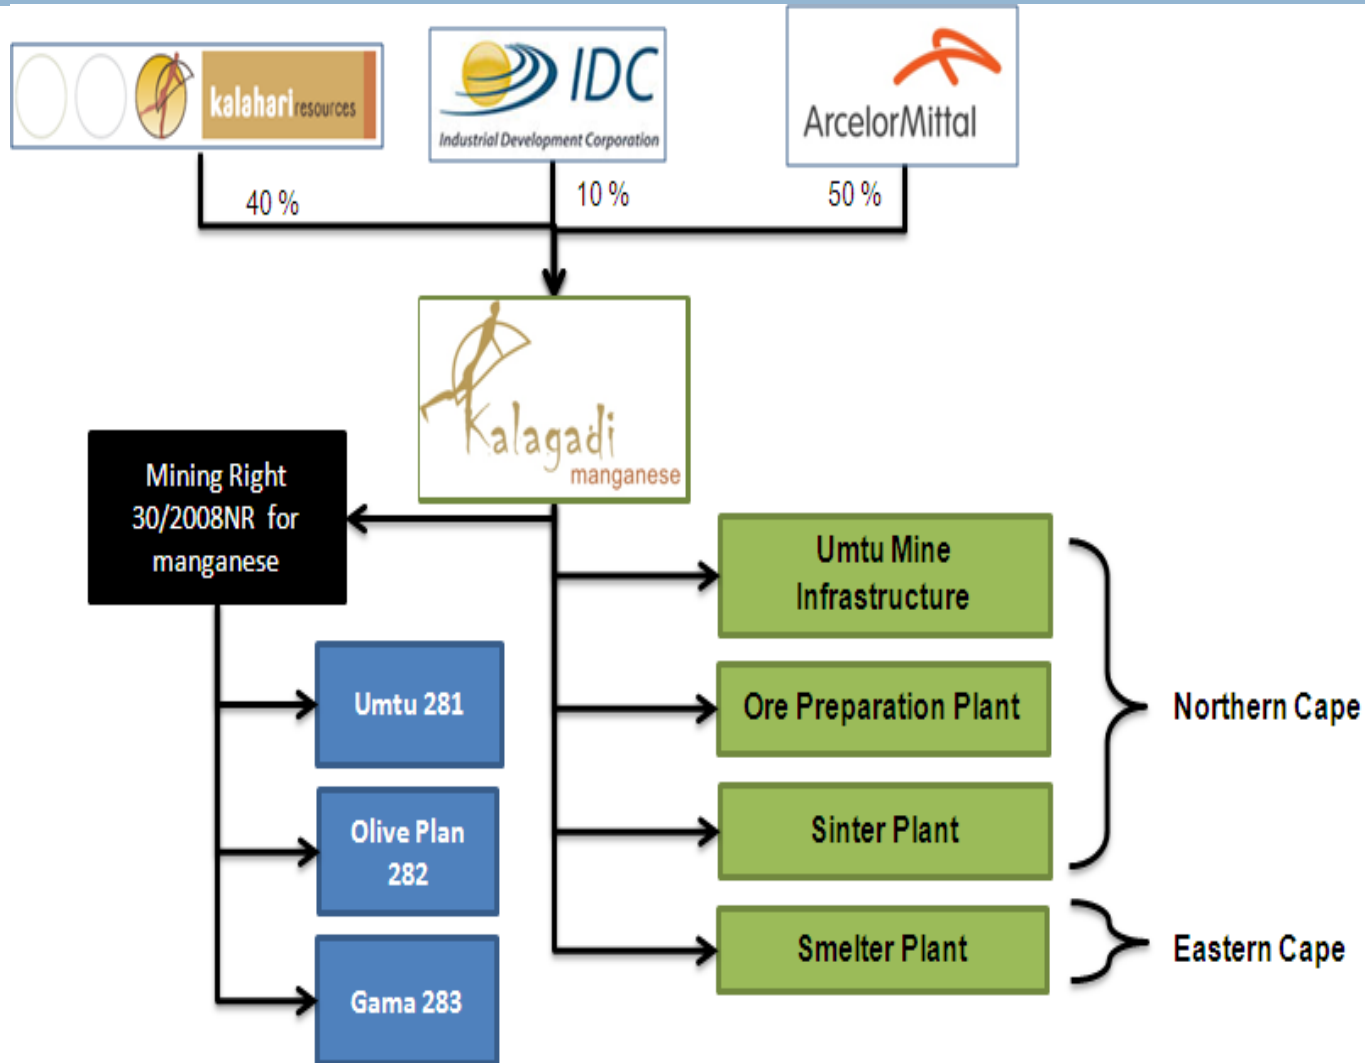 kalahari resources
IDC
Industrial Development Corporation
ArcelorMittal
40 %
10 %
50 %
Kalagadi
manganese
Mining Right
30/2008NR for
manganese
Umtu 281
Olive Plan
282
Gama 283
Umtu Mine
Infrastructure
Ore Preparation Plant
Sinter Plant
Smelter Plant
Northern Cape
Eastern Cape